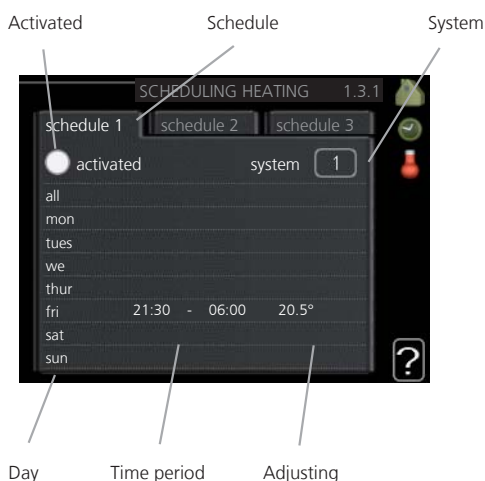 Activated Schedule System
SCHEDULING HEATING 1.3.1
schedule 1 schedule 2 schedule 3
activated system 1
all
mon
tues
we
thur
fri 21:30 - 06:00 20.5°
sat
sun
?
Day Time period Adjusting